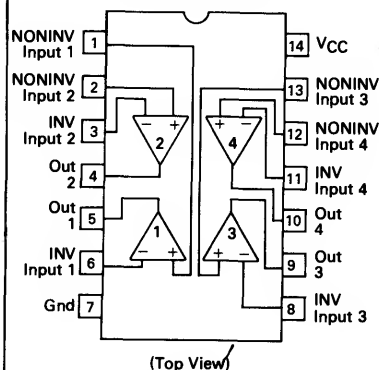 NONINV
Input 1
1
NONINV
Input 2
2
INV
Input 2
3
Out
2
4
Out
1
5
INV
Input 1
6
Gnd
7
14
VCC
13
NONINV
Input 3
12
NONINV
Input 4
11
INV
Input 4
10
Out
4
9
Out
3
8
INV
Input 3
− +
2
+ −
4
1
− +
3
+ −
(Top View)